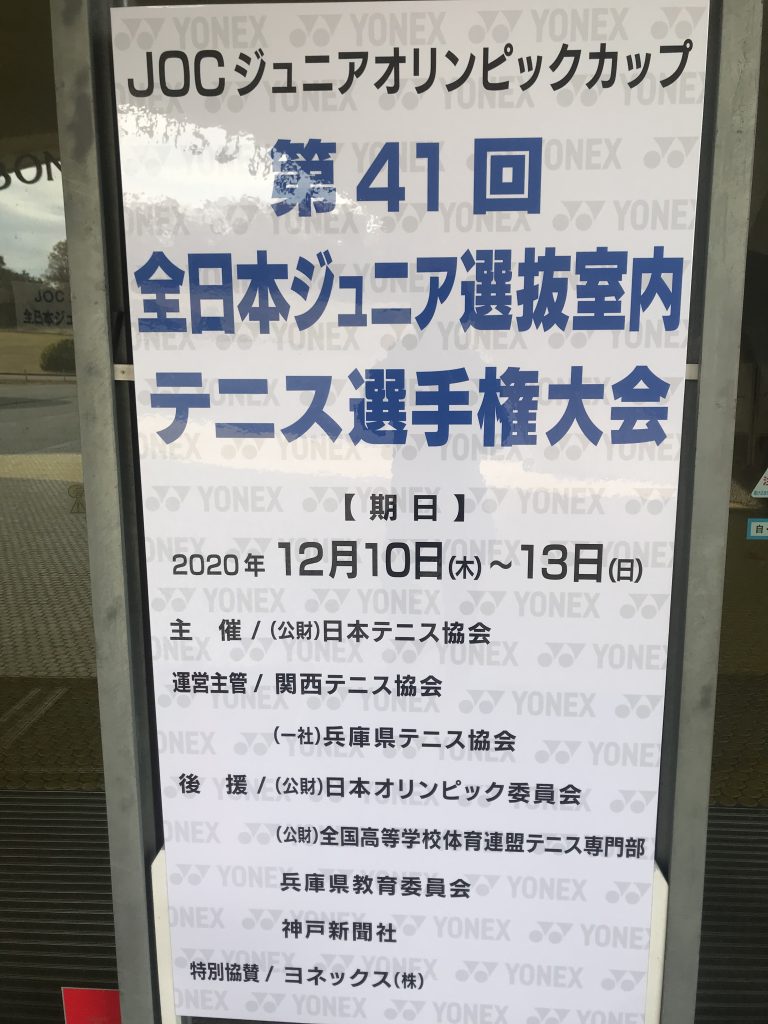 JOCジュニアオリンピックカップ
第41回
全日本ジュニア選抜室内
テニス選手権大会
【期日】
2020年 12月10日(木)~13日(日)
主 催/(公財)日本テニス協会
運営主管/関西テニス協会
(一社)兵庫県テニス協会
後 援/(公財)日本オリンピック委員会
(公財)全国高等学校体育連盟テニス専門部
兵庫県教育委員会
神戸新聞社
特別協賛/ヨネックス(株)
YONEX